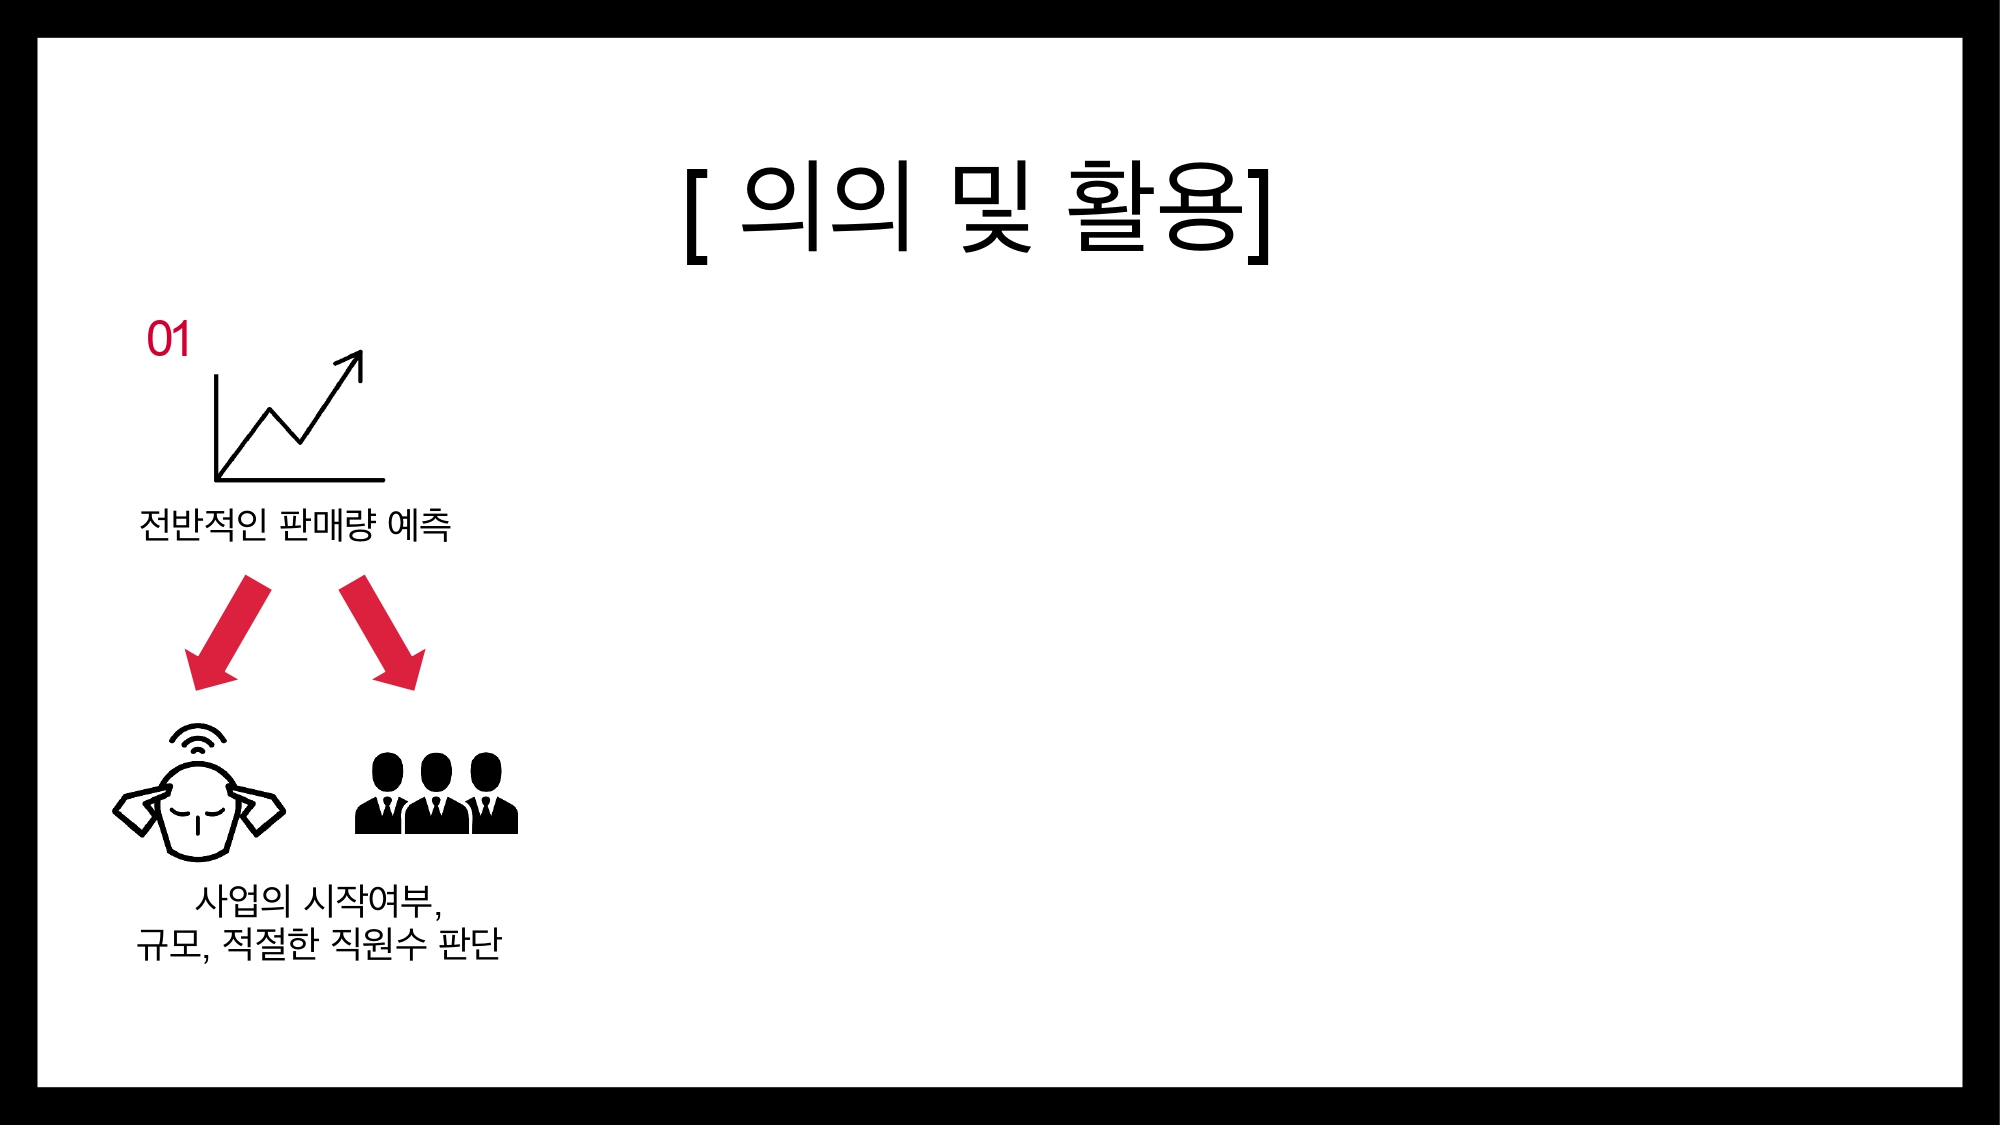 [ 의의 및 활용]
01
전반적인 판매량 예측
사업의 시작여부,
규모, 적절한 직원수 판단